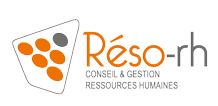 Réso-rh
CONSEIL & GESTION
RESSOURCES HUMAINES